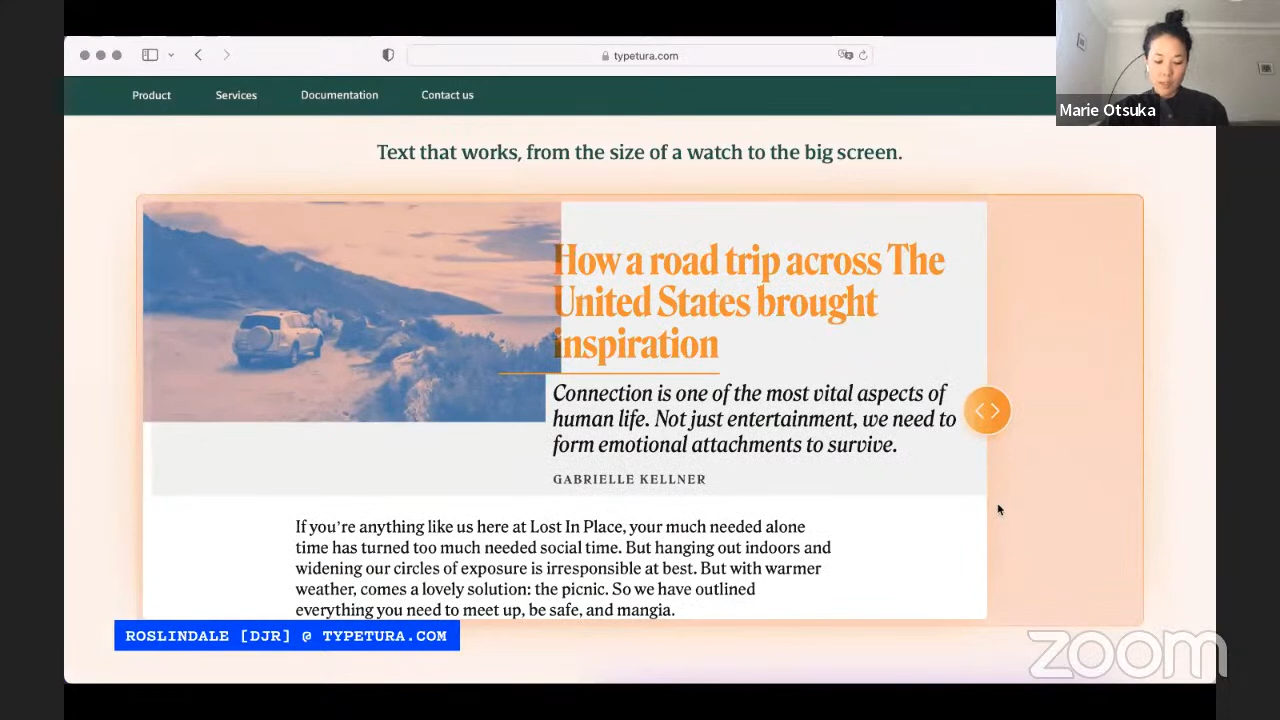 typetura.com
Product Services Documentation Contact us
Marie Otsuka
Text that works, from the size of a watch to the big screen.
How a road trip across The
United States brought
inspiration
Connection is one of the most vital aspects of
human life. Not just entertainment, we need to
form emotional attachments to survive.
GABRIELLE KELLNER
If you're anything like us here at Lost In Place, your much needed alone
time has turned too much needed social time. But hanging out indoors and
widening our circles of exposure is irresponsible at best. But with warmer
weather, comes a lovely solution: the picnic. So we have outlined
everything you need to meet up, be safe, and mangia.
ROSLINDALE [DJR] @ TYPETURA.COM
zoom